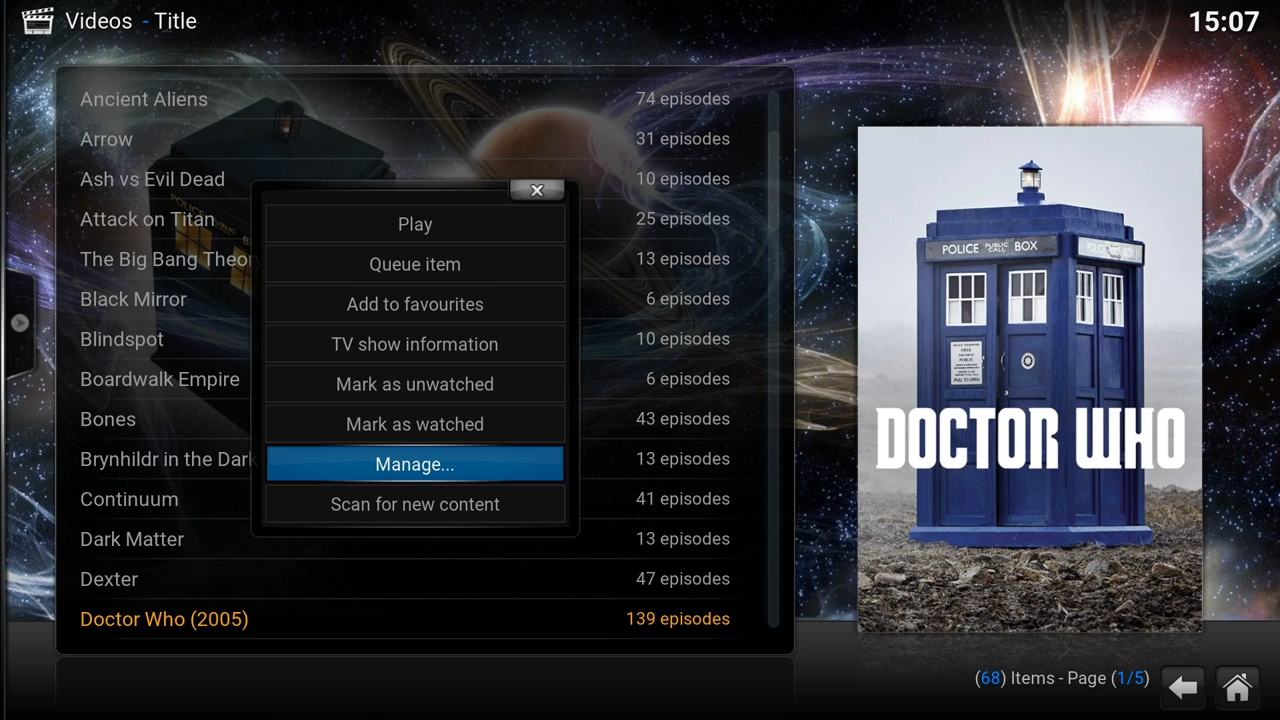 Videos - Title
15:07
Ancient Aliens 74 episodes
Arrow 31 episodes
Ash vs Evil Dead 10 episodes
Attack on Titan 25 episodes
The Big Bang Theor 13 episodes
Black Mirror 6 episodes
Blindspot 10 episodes
Boardwalk Empire 6 episodes
Bones 43 episodes
Brynhildr in the Dark 13 episodes
Continuum 41 episodes
Dark Matter 13 episodes
Dexter 47 episodes
Doctor Who (2005) 139 episodes
Play
Queue item
Add to favourites
TV show information
Mark as unwatched
Mark as watched
Manage...
Scan for new content
POLICE PUBLIC CALL BOX
DOCTOR WHO
(68) Items - Page (1/5)